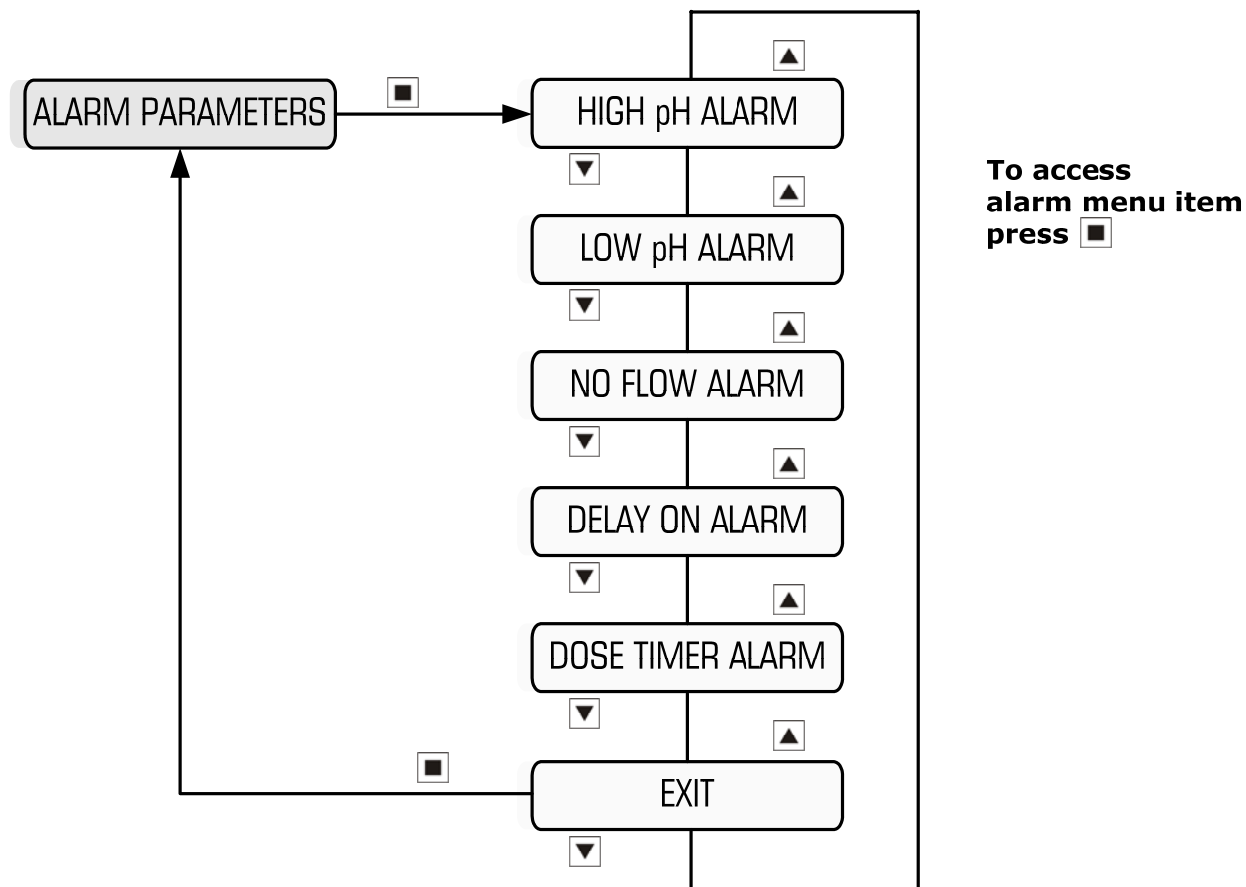 ALARM PARAMETERS
HIGH pH ALARM
LOW pH ALARM
NO FLOW ALARM
DELAY ON ALARM
DOSE TIMER ALARM
EXIT
To access
alarm menu item
press